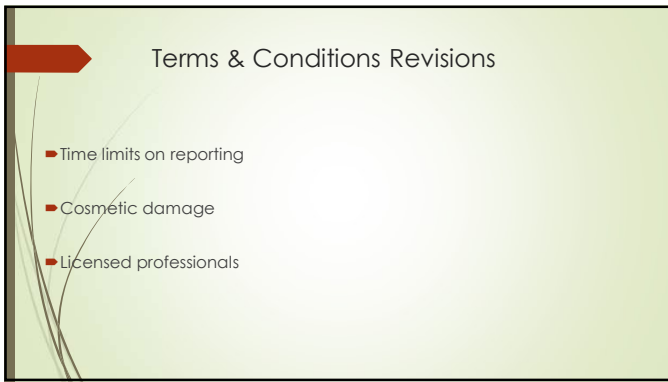 Terms & Conditions Revisions
Time limits on reporting
Cosmetic damage
Licensed professionals